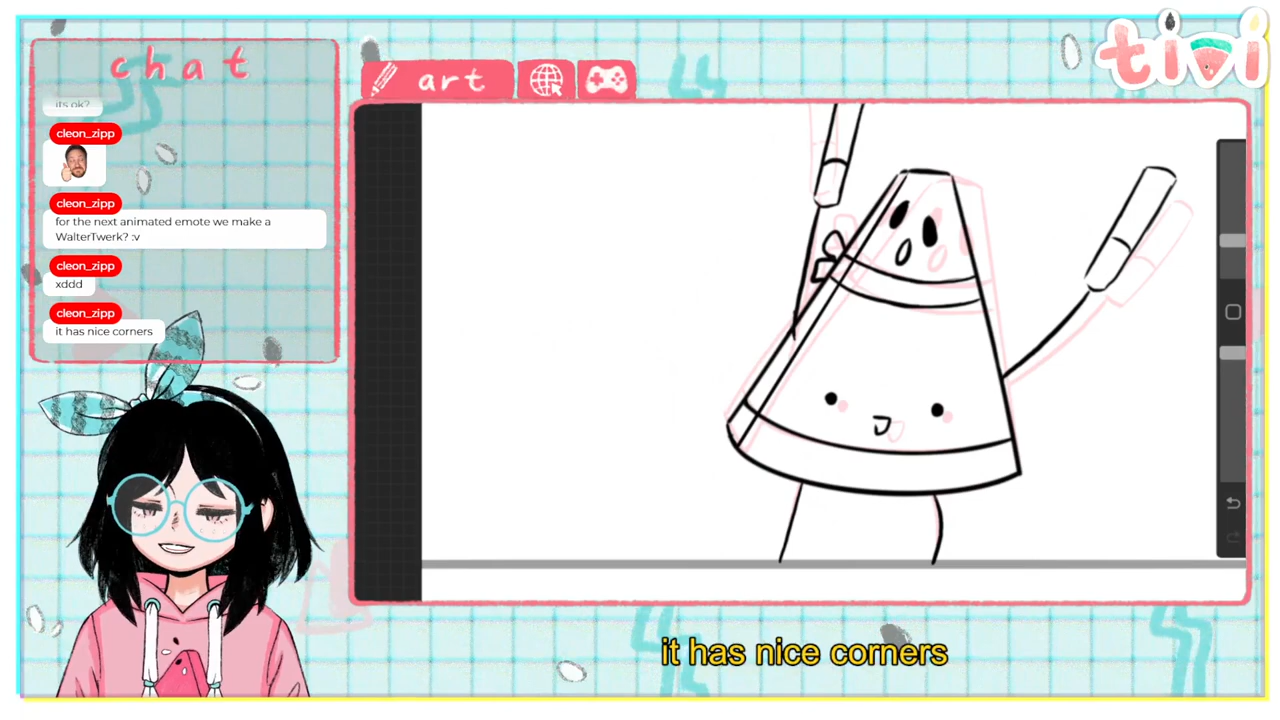 chat
its ok?
cleon_zipp
cleon_zipp
for the next animated emote we make a
WalterTwerk? :v
cleon_zipp
xddd
cleon_zipp
it has nice corners
art
tivi
it has nice corners